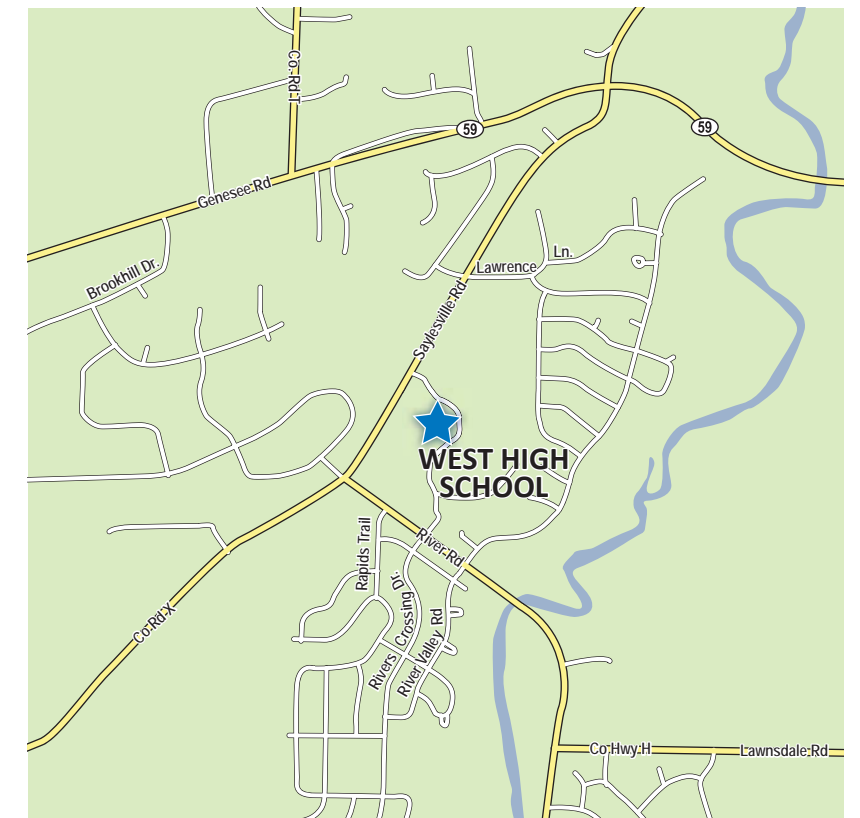 Co. Rd T
59
59
Genesee Rd
Brookhill Dr.
Lawrence Ln.
Saylesville Rd
WEST HIGH
SCHOOL
River Rd
Rapids Trail
Rivers Crossing Dr.
River Valley Rd
Co Rd X
Co Hwy H
Lawnsdale Rd